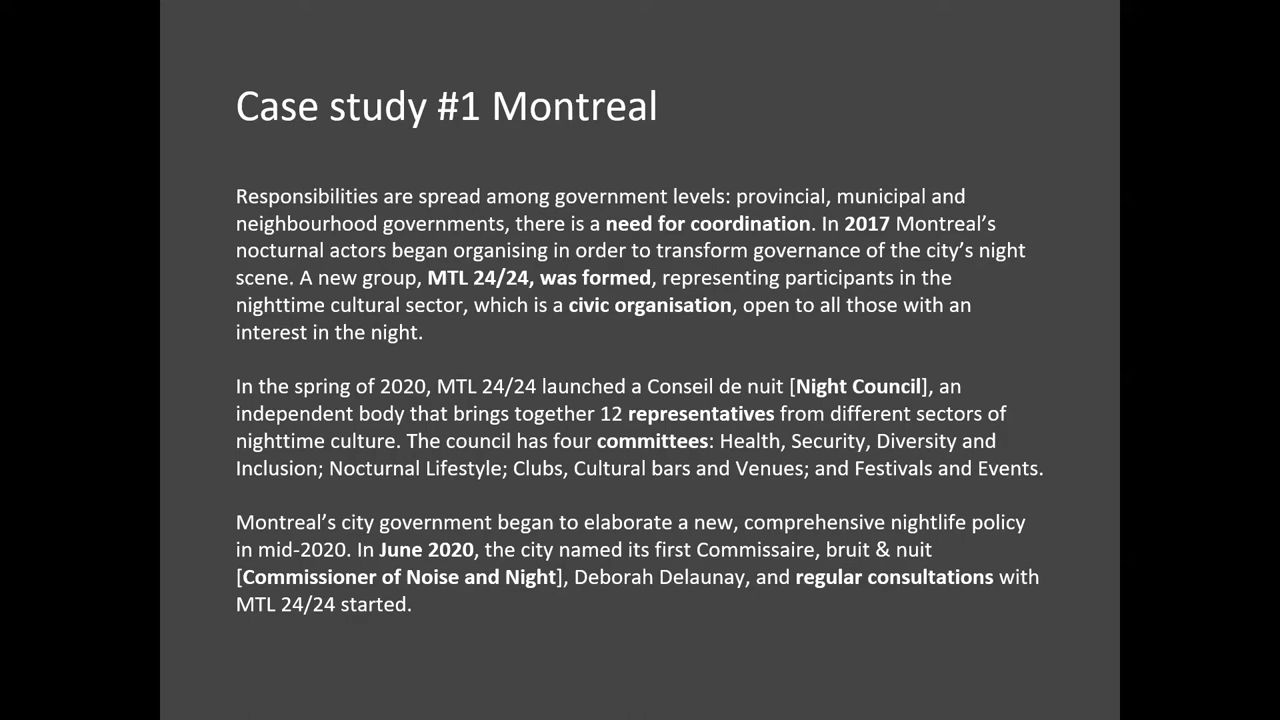 Case study #1 Montreal
Responsibilities are spread among government levels: provincial, municipal and
neighbourhood governments, there is a need for coordination. In 2017 Montreal’s
nocturnal actors began organising in order to transform governance of the city’s night
scene. A new group, MTL 24/24, was formed, representing participants in the
nighttime cultural sector, which is a civic organisation, open to all those with an
interest in the night.
In the spring of 2020, MTL 24/24 launched a Conseil de nuit [Night Council], an
independent body that brings together 12 representatives from different sectors of
nighttime culture. The council has four committees: Health, Security, Diversity and
Inclusion; Nocturnal Lifestyle; Clubs, Cultural bars and Venues; and Festivals and Events.
Montreal’s city government began to elaborate a new, comprehensive nightlife policy
in mid-2020. In June 2020, the city named its first Commissaire, bruit & nuit
[Commissioner of Noise and Night], Deborah Delaunay, and regular consultations with
MTL 24/24 started.